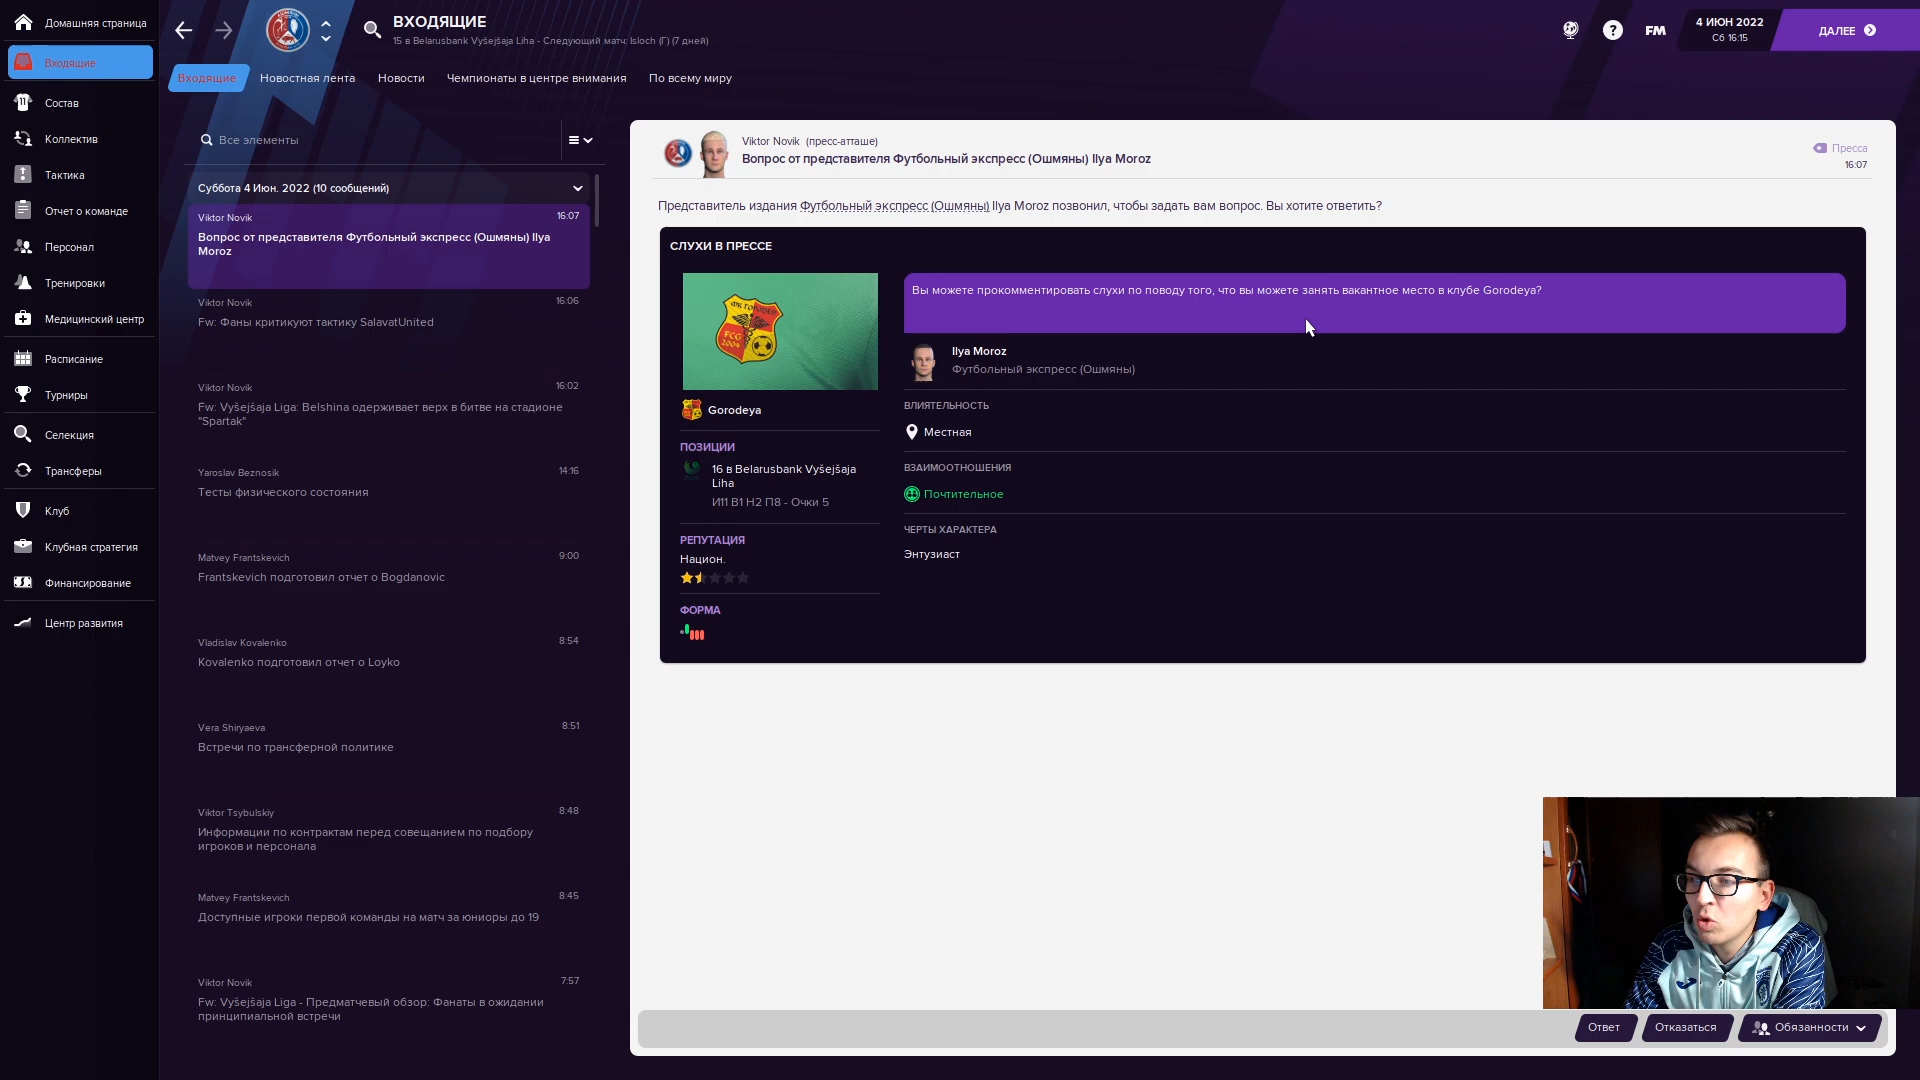 Домашняя страница
Входящие
Состав
Коллектив
Тактика
Отчет о команде
Персонал
Тренировки
Медицинский центр
Расписание
Турниры
Селекция
Трансферы
Клуб
Клубная стратегия
Финансирование
Центр развития
ВХОДЯЩИЕ
15 в Belarusbank Vyšejšaja Liha - Следующий матч: Isloch (Г) (7 дней)
FM
4 ИЮН 2022
Сб 16:15
ДАЛЕЕ
Входящие
Новостная лента
Новости
Чемпионаты в центре внимания
По всему миру
Все элементы
Суббота 4 Июн. 2022 (10 сообщений)
Viktor Novik 16:07
Вопрос от представителя Футбольный экспресс (Ошмяны) Ilya
Moroz
Viktor Novik 16:06
Fw: Фаны критикуют тактику SalavatUnited
Viktor Novik 16:02
Fw: Vyšejšaja Liga: Belshina одерживает верх в битве на стадионе
"Spartak"
Yaroslav Beznosik 14:16
Тесты физического состояния
Matvey Frantskevich 9:00
Frantskevich подготовил отчет о Bogdanovic
Vladislav Kovalenko 8:54
Kovalenko подготовил отчет о Loyko
Vera Shiryaeva 8:51
Встречи по трансферной политике
Viktor Tsybulskiy 8:48
Информации по контрактам перед совещанием по подбору
игроков и персонала
Matvey Frantskevich 8:45
Доступные игроки первой команды на матч за юниоры до 19
Viktor Novik 7:57
Fw: Vyšejšaja Liga - Предматчевый обзор: Фанаты в ожидании
принципиальной встречи
Viktor Novik (пресс-атташе)
Вопрос от представителя Футбольный экспресс (Ошмяны) Ilya Moroz
Пресса
16:07
Представитель издания Футбольный экспресс (Ошмяны) Ilya Moroz позвонил, чтобы задать вам вопрос. Вы хотите ответить?
СЛУХИ В ПРЕССЕ
FCG
2004
Gorodeya
ПОЗИЦИИ
16 в Belarusbank Vyšejšaja
Liha
И11 В1 Н2 П8 - Очки 5
РЕПУТАЦИЯ
Национ.
ФОРМА
Вы можете прокомментировать слухи по поводу того, что вы можете занять вакантное место в клубе Gorodeya?
Ilya Moroz
Футбольный экспресс (Ошмяны)
ВЛИЯТЕЛЬНОСТЬ
Местная
ВЗАИМООТНОШЕНИЯ
Почтительное
ЧЕРТЫ ХАРАКТЕРА
Энтузиаст
Ответ
Отказаться
Обязанности